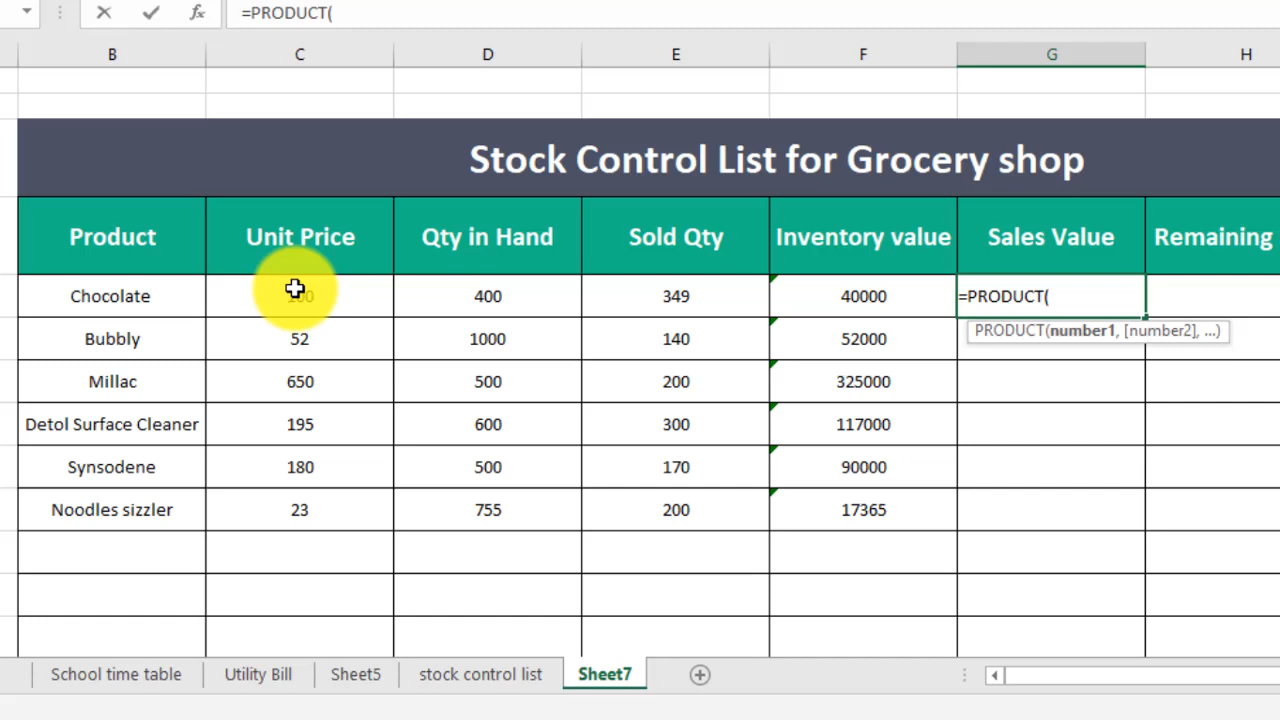 =PRODUCT(
B C D E F G H
Stock Control List for Grocery shop
Product Unit Price Qty in Hand Sold Qty Inventory value Sales Value Remaining
Chocolate 400 349 40000 =PRODUCT(
PRODUCT(number1, [number2], ...)
Bubbly 52 1000 140 52000
Millac 650 500 200 325000
Detol Surface Cleaner 195 600 300 117000
Synsodene 180 500 170 90000
Noodles sizzler 23 755 200 17365
School time table Utility Bill Sheet5 stock control list Sheet7